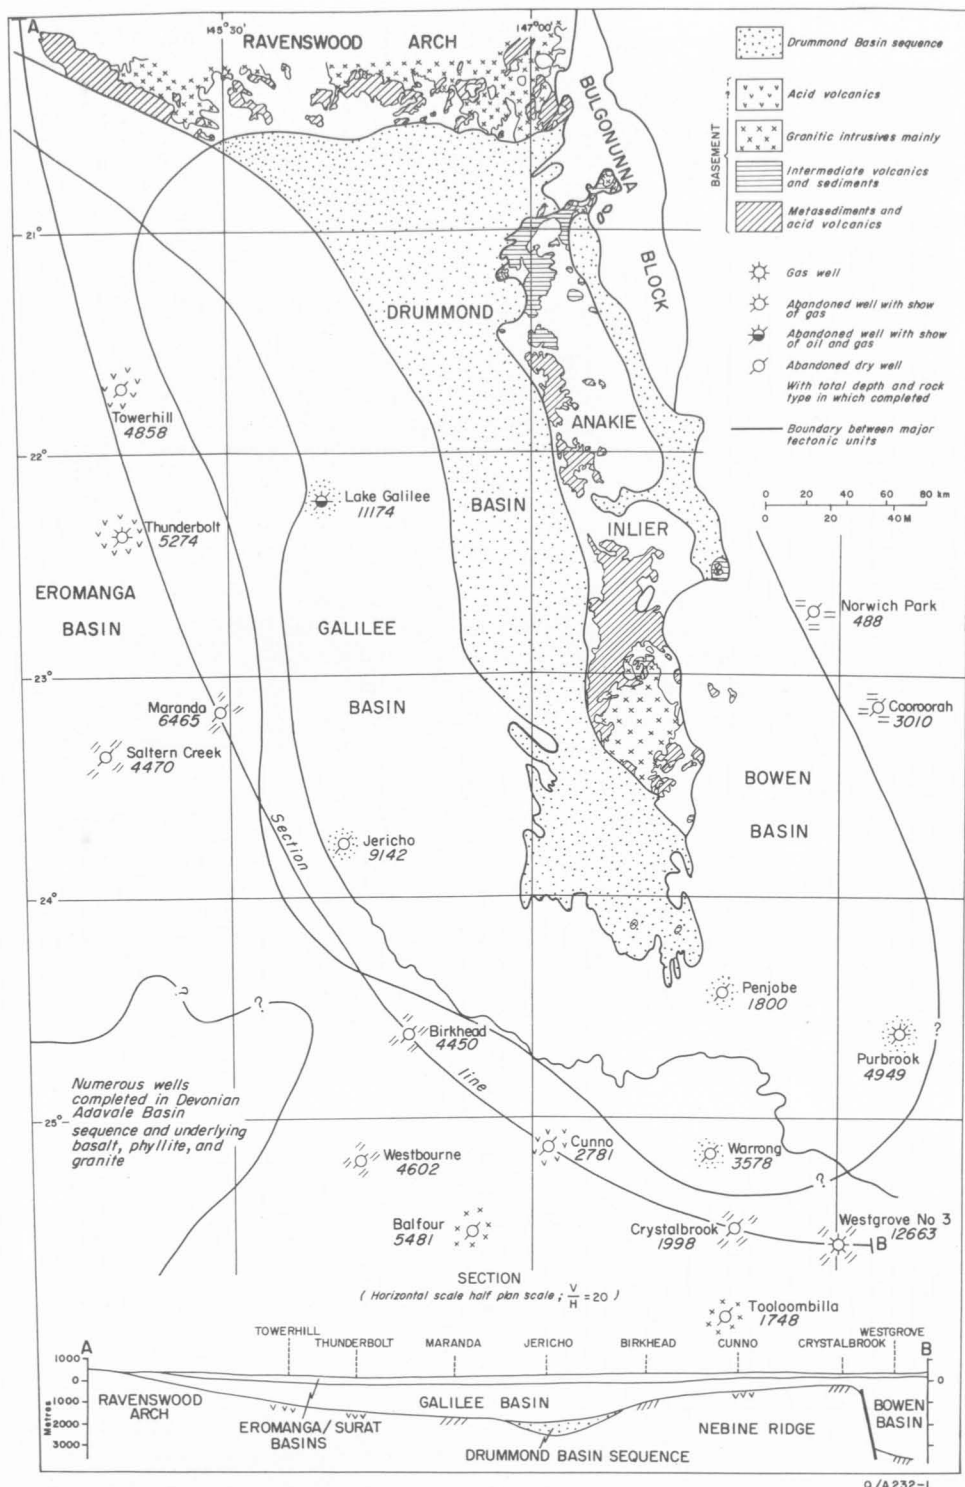 A
145°30'
147°00'
RAVENSWOOD ARCH
BULGONUNNA
BLOCK
Drummond Basin sequence
BASEMENT
Acid volcanics
Granitic intrusives mainly
Intermediate volcanics
and sediments
Metasediments and
acid volcanics
Gas well
Abandoned well with show
of gas
Abandoned well with show
of oil and gas
Abandoned dry well
With total depth and rock
type in which completed
Boundary between major
tectonic units
0 20 40 60 80 km
0 20 40 M
21°
DRUMMOND
BASIN
Towerhill
4858
ANAKIE
INLIER
22°
Lake Galilee
11174
Thunderbolt
5274
EROMANGA
BASIN
GALILEE
BASIN
Norwich Park
488
23°
Maranda
6465
Saltern Creek
4470
Cooroorah
3010
BOWEN
BASIN
Section
line
Jericho
9142
24°
Q
Q
Penjobe
1800
?
?
Birkhead
4450
?
Purbrook
4949
Numerous wells
completed in Devonian
Adavale Basin
sequence and underlying
basalt, phyllite, and
granite
25°
Westbourne
4602
Cunno
2781
Warrong
3578
?
Balfour
5481
Crystalbrook
1998
Westgrove No 3
12663
B
SECTION
( Horizontal scale half plan scale ; V/H = 20 )
Tooloombilla
1748
A
TOWERHILL
THUNDERBOLT
MARANDA
JERICHO
BIRKHEAD
CUNNO
CRYSTALBROOK
WESTGROVE
B
1000
0
1000
2000
3000
Metres
0
RAVENSWOOD
ARCH
EROMANGA/SURAT
BASINS
GALILEE BASIN
DRUMMOND BASIN SEQUENCE
NEBINE RIDGE
BOWEN
BASIN
Q/A232-1